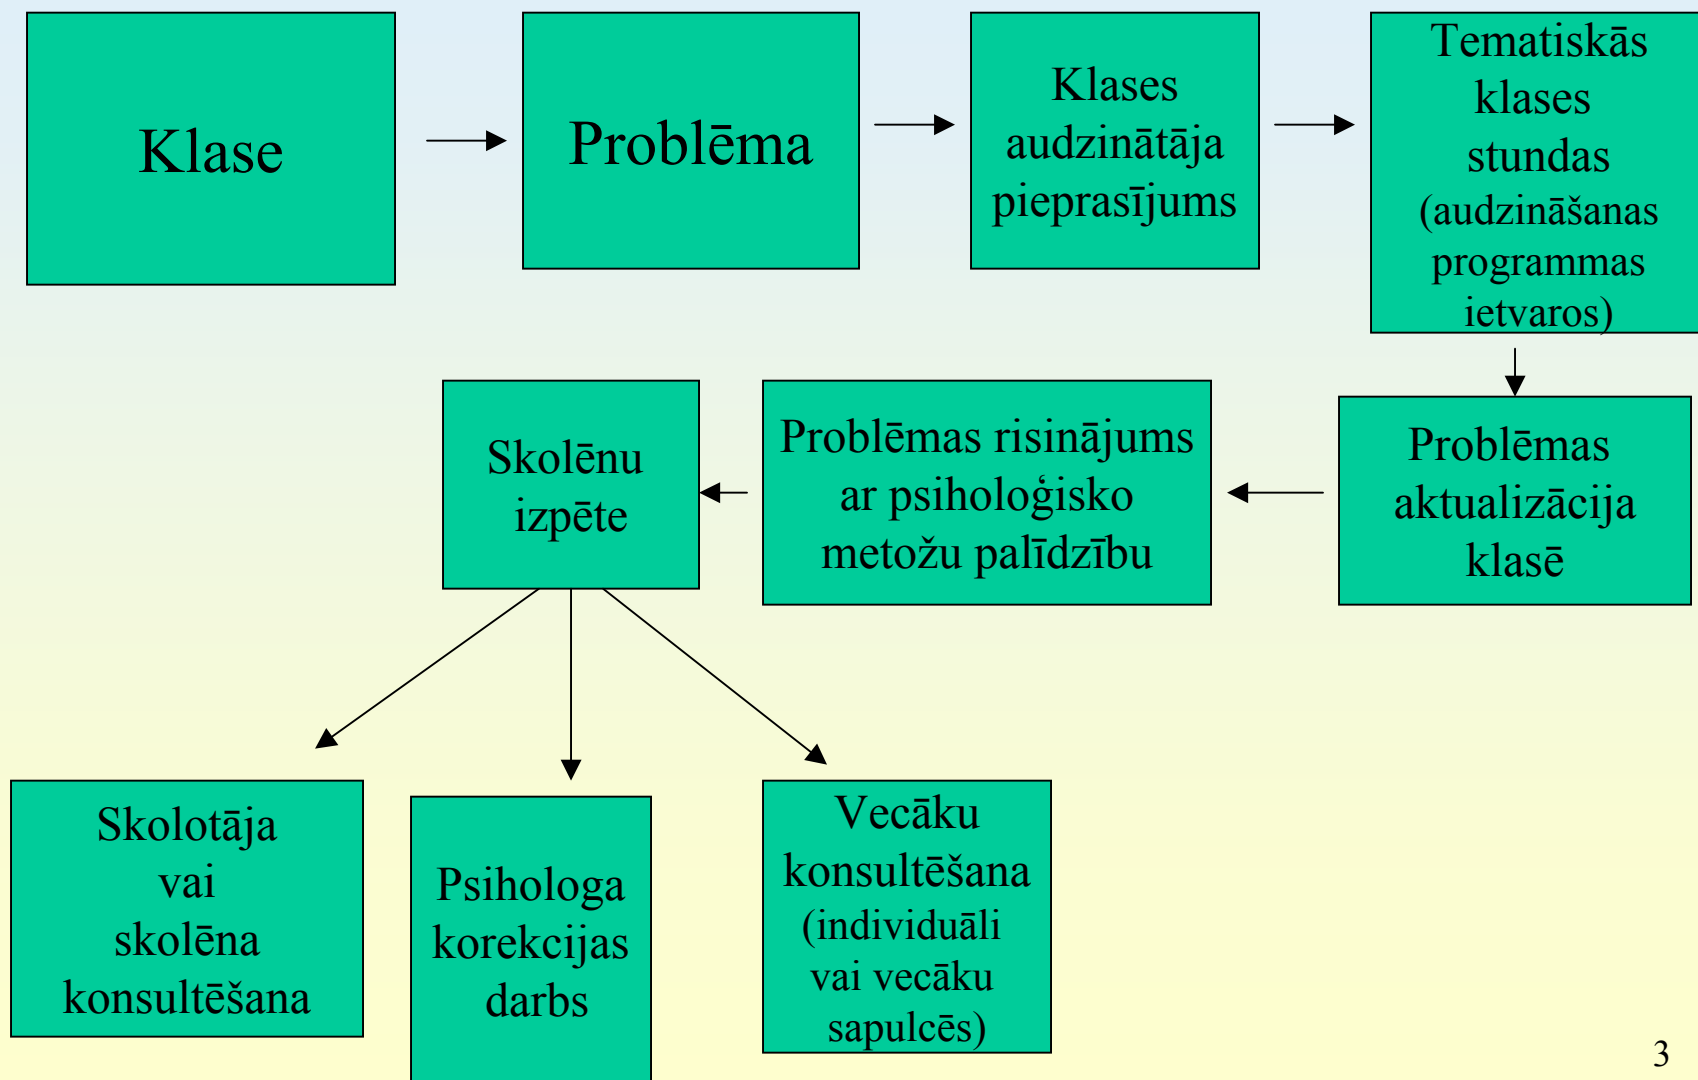 Klase
Problēma
Klases
audzinātāja
pieprasījums
Tematiskās
klases
stundas
(audzināšanas
programmas
ietvaros)
Problēmas
aktualizācija
klasē
Problēmas risinājums
ar psiholoģisko
metožu palīdzību
Skolēnu
izpēte
Skolotāja
vai
skolēna
konsultēšana
Psihologa
korekcijas
darbs
Vecāku
konsultēšana
(individuāli
vai vecāku
sapulcēs)
3